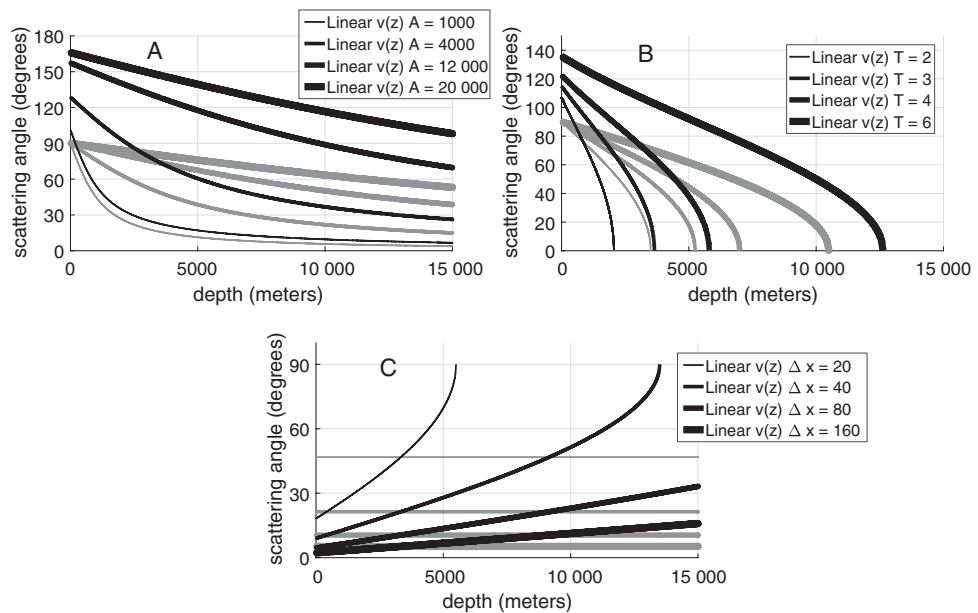 A
Linear v(z) A = 1000
Linear v(z) A = 4000
Linear v(z) A = 12 000
Linear v(z) A = 20 000
scattering angle (degrees)
180
150
120
90
60
30
0
0 5000 10 000 15 000
depth (meters)
B
Linear v(z) T = 2
Linear v(z) T = 3
Linear v(z) T = 4
Linear v(z) T = 6
scattering angle (degrees)
140
120
100
80
60
40
20
0
0 5000 10 000 15 000
depth (meters)
C
Linear v(z) Δ x = 20
Linear v(z) Δ x = 40
Linear v(z) Δ x = 80
Linear v(z) Δ x = 160
scattering angle (degrees)
90
60
30
0
0 5000 10 000 15 000
depth (meters)